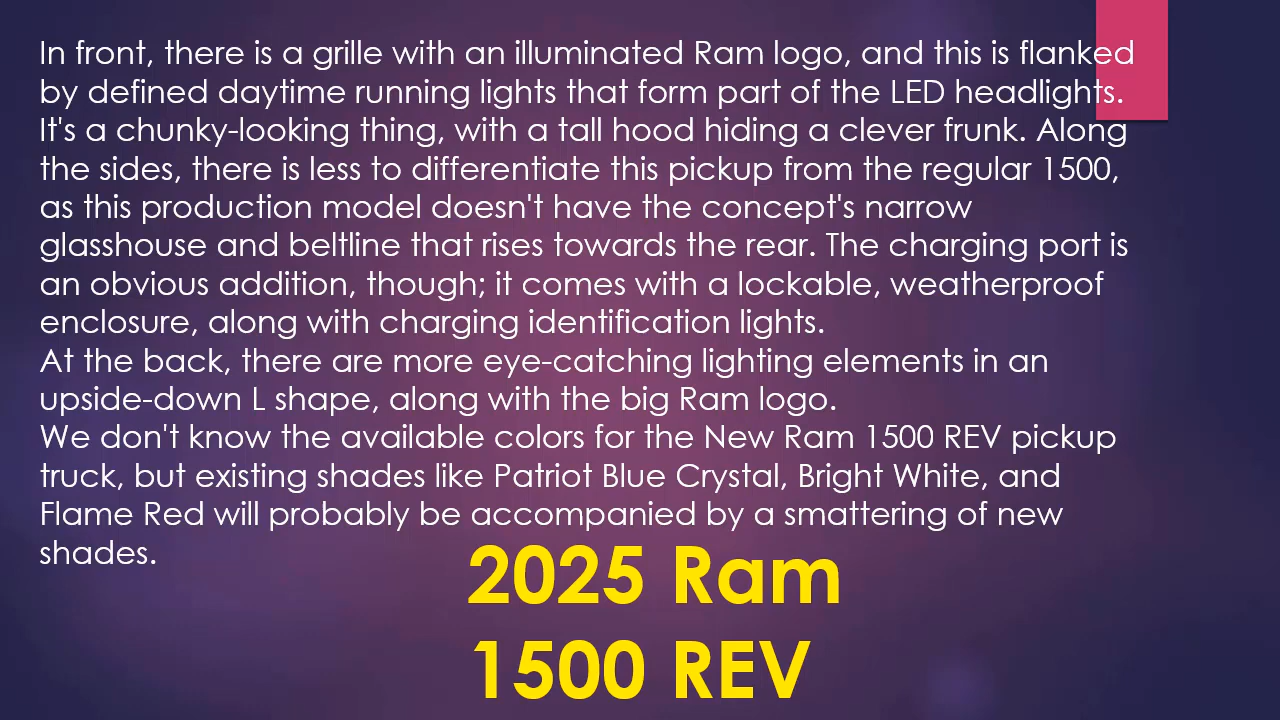 In front, there is a grille with an illuminated Ram logo, and this is flanked
by defined daytime running lights that form part of the LED headlights.
It's a chunky-looking thing, with a tall hood hiding a clever frunk. Along
the sides, there is less to differentiate this pickup from the regular 1500,
as this production model doesn't have the concept's narrow
glasshouse and beltline that rises towards the rear. The charging port is
an obvious addition, though; it comes with a lockable, weatherproof
enclosure, along with charging identification lights.
At the back, there are more eye-catching lighting elements in an
upside-down L shape, along with the big Ram logo.
We don't know the available colors for the New Ram 1500 REV pickup
truck, but existing shades like Patriot Blue Crystal, Bright White, and
Flame Red will probably be accompanied by a smattering of new
shades.
2025 Ram
1500 REV